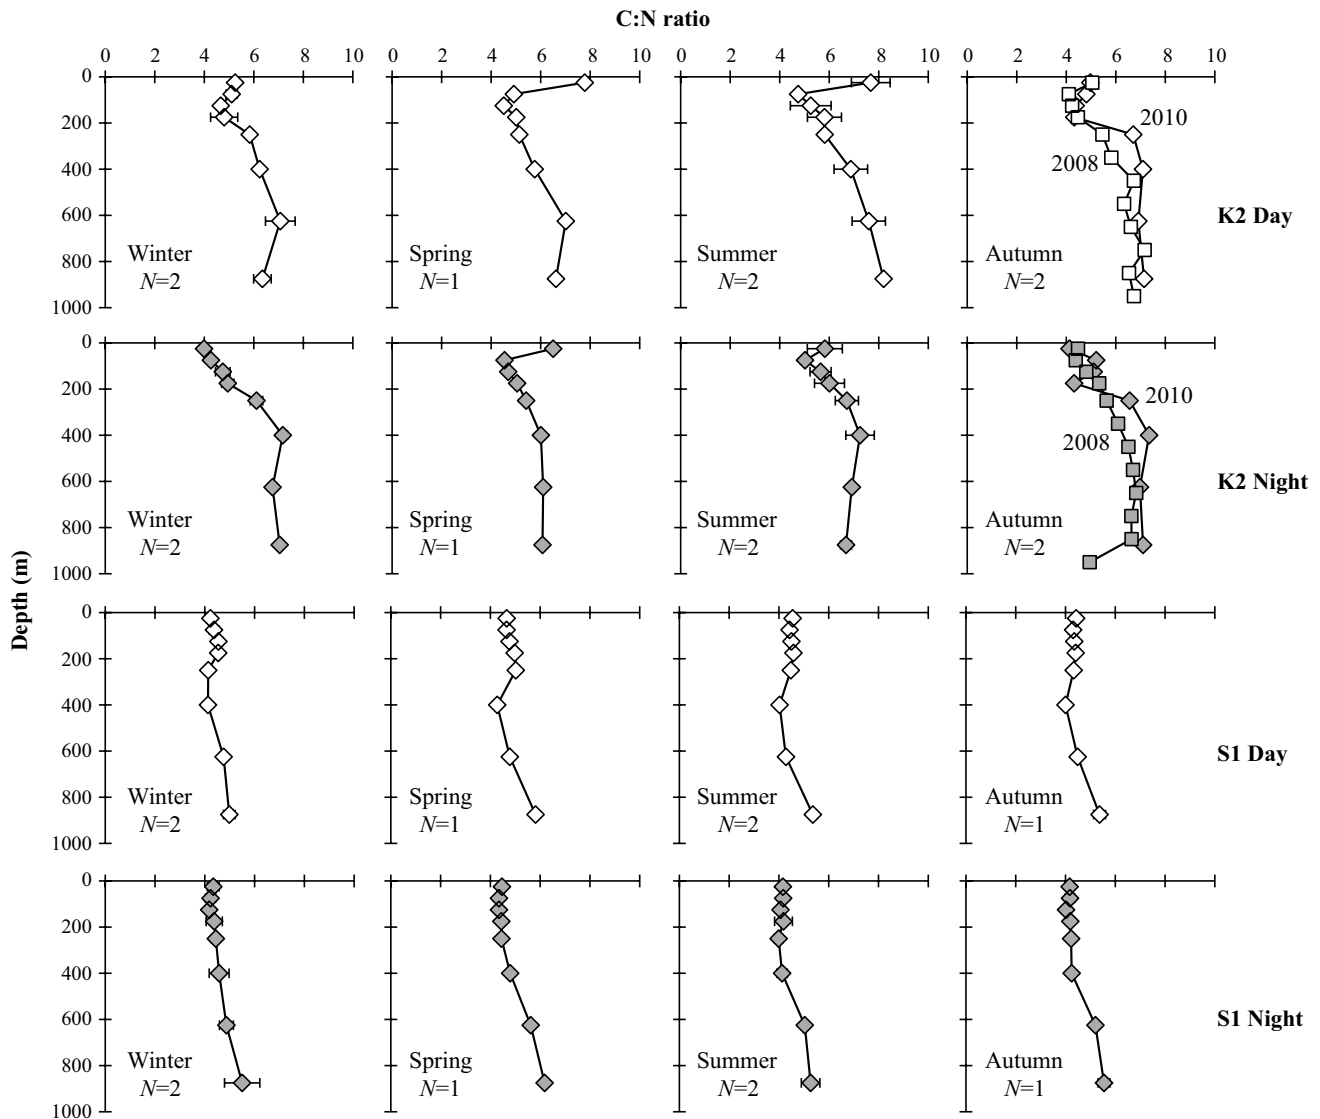 C:N ratio
0 2 4 6 8 10 0 2 4 6 8 10 0 2 4 6 8 10 0 2 4 6 8 10
0
200
400
600
800
1000
Winter
N=2
Spring
N=1
Summer
N=2
2010
2008
Autumn
N=2
K2 Day
0
200
400
600
800
1000
Winter
N=2
Spring
N=1
Summer
N=2
2010
2008
Autumn
N=2
K2 Night
Depth (m)
0
200
400
600
800
1000
Winter
N=2
Spring
N=1
Summer
N=2
Autumn
N=1
S1 Day
0
200
400
600
800
1000
Winter
N=2
Spring
N=1
Summer
N=2
Autumn
N=1
S1 Night